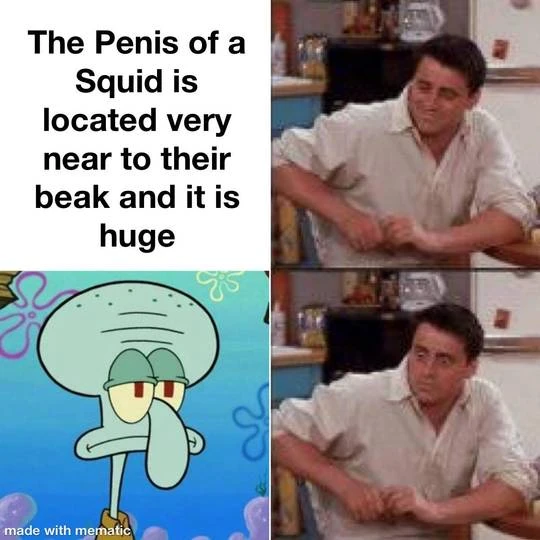 The Penis of a
Squid is
located very
near to their
beak and it is
huge
made with mematic